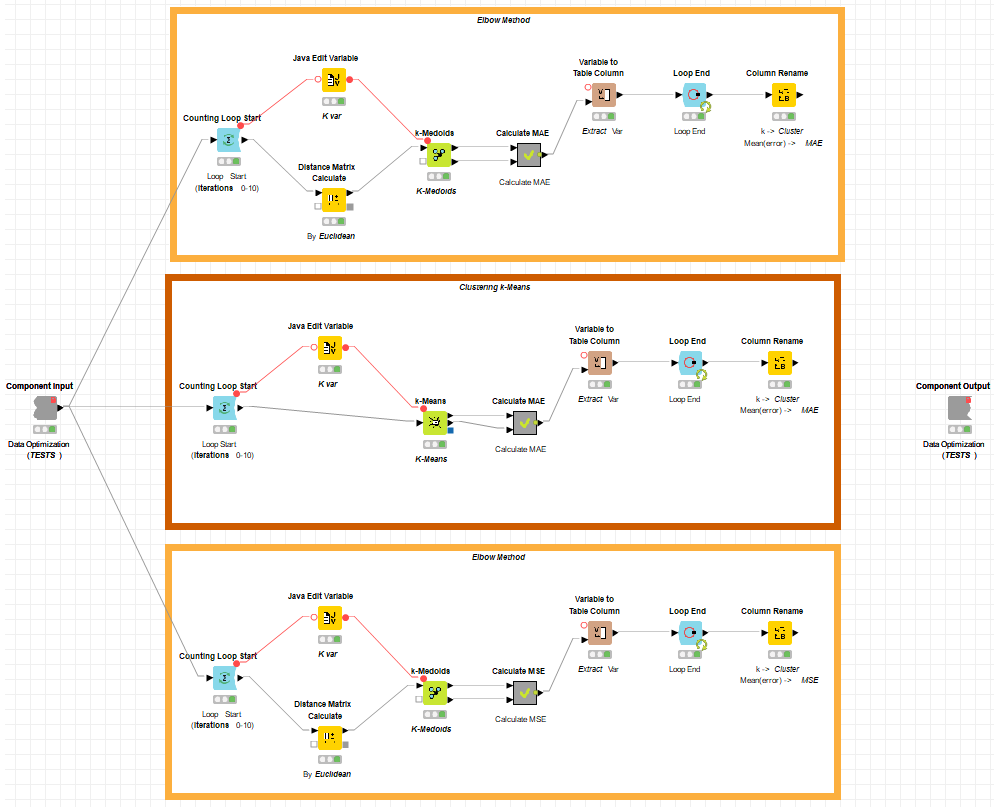 Elbow Method
Java Edit Variable
K var
Counting Loop Start
Loop Start
(Iterations 0-10)
Distance Matrix
Calculate
By Euclidean
k-Medoids
K-Medoids
Calculate MAE
Calculate MAE
Variable to
Table Column
Extract Var
Loop End
Loop End
Column Rename
k -> Cluster
Mean(error) -> MAE
Clustering k-Means
Component Input
Data Optimization
(TESTS )
Java Edit Variable
K var
Counting Loop Start
Loop Start
(Iterations 0-10)
k-Means
K-Means
Calculate MAE
Calculate MAE
Variable to
Table Column
Extract Var
Loop End
Loop End
Column Rename
k -> Cluster
Mean(error) -> MAE
Component Output
Data Optimization
(TESTS )
Elbow Method
Java Edit Variable
K var
Counting Loop Start
Loop Start
(Iterations 0-10)
Distance Matrix
Calculate
By Euclidean
k-Medoids
K-Medoids
Calculate MSE
Calculate MSE
Variable to
Table Column
Extract Var
Loop End
Loop End
Column Rename
k -> Cluster
Mean(error) -> MSE